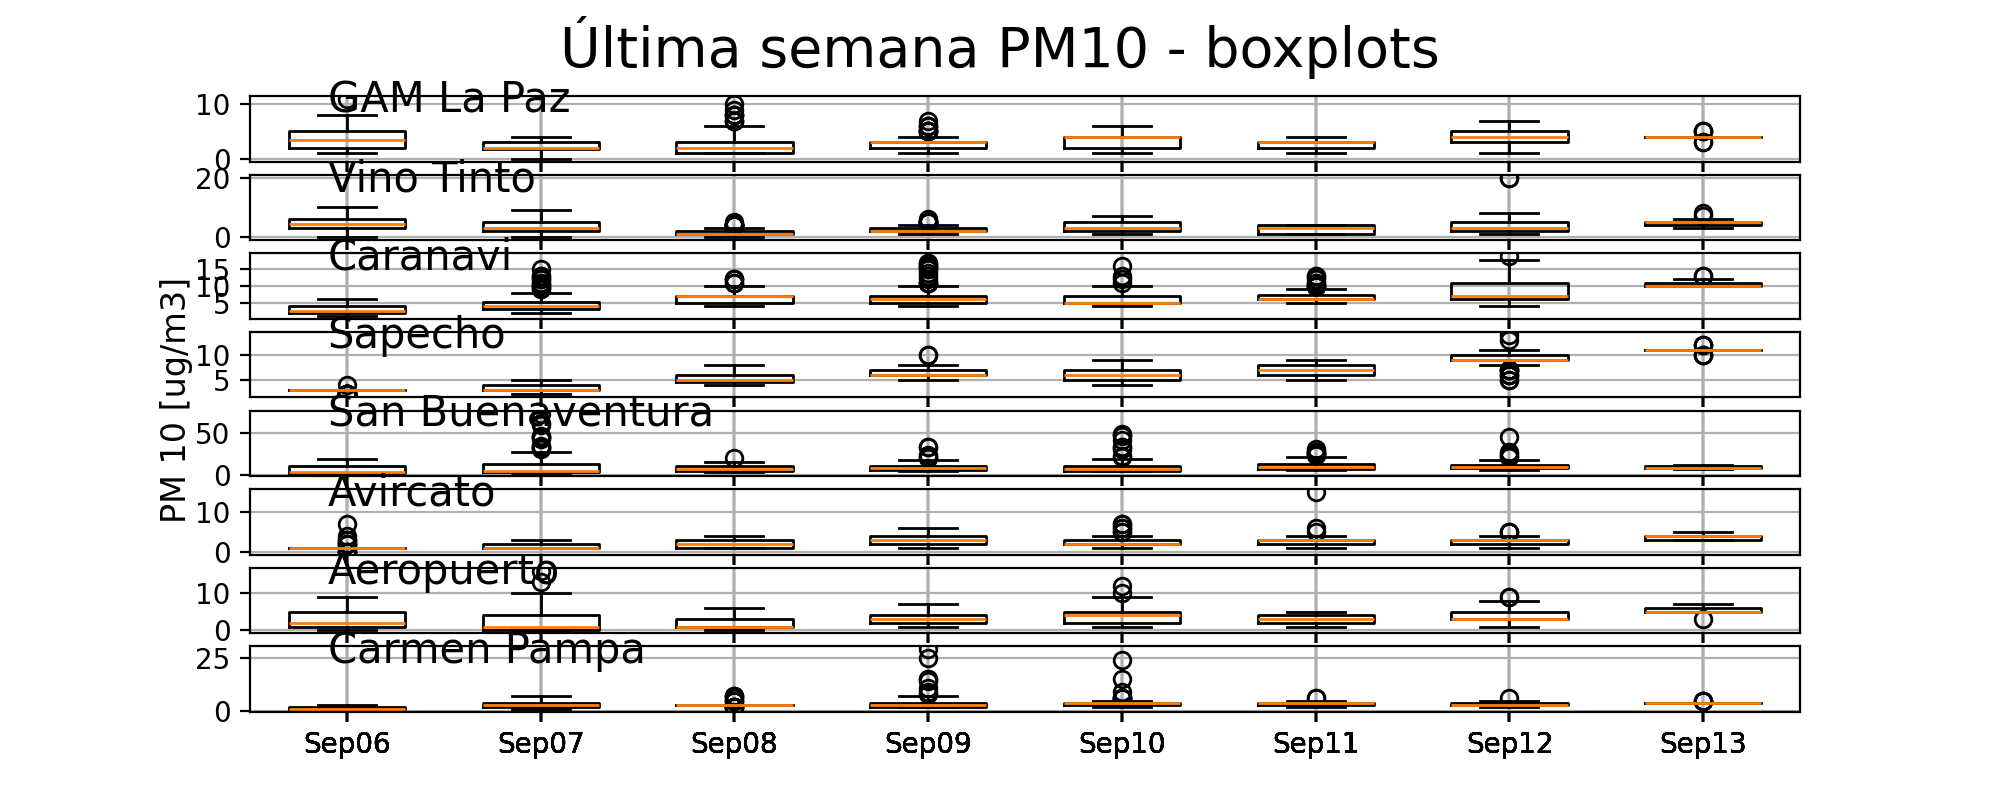 Última semana PM10 - boxplots
GAM La Paz
10
0
Vino Tinto
20
0
Caranavi
15
10
5
Sapecho
10
5
San Buenaventura
50
0
Avircato
10
0
Aeropuerto
10
0
Carmen Pampa
25
0
PM 10 [ug/m3]
Sep06 Sep07 Sep08 Sep09 Sep10 Sep11 Sep12 Sep13